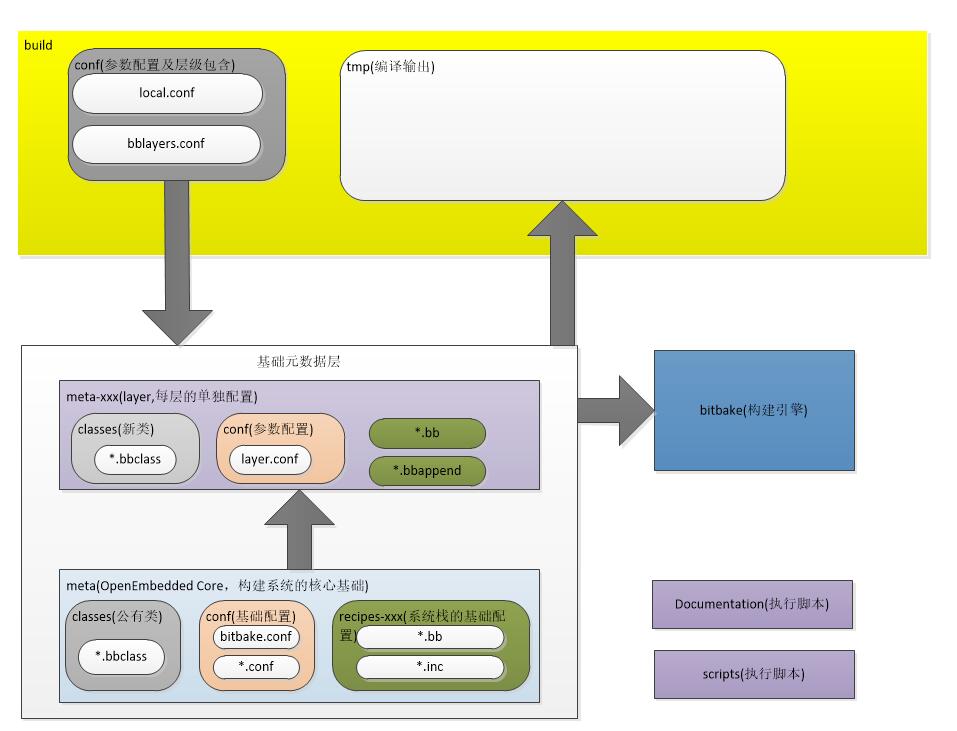 build
conf(参数配置及层级包含)
local.conf
bblayers.conf
tmp(编译输出)
基础元数据层
meta-xxx(layer,每层的单独配置)
classes(新类)
*.bbclass
conf(参数配置)
layer.conf
*.bb
*.bbappend
bitbake(构建引擎)
meta(OpenEmbedded Core，构建系统的核心基础)
classes(公有类)
*.bbclass
conf(基础配置)
bitbake.conf
*.conf
recipes-xxx(系统栈的基础配
置)
*.bb
*.inc
Documentation(执行脚本)
scripts(执行脚本)